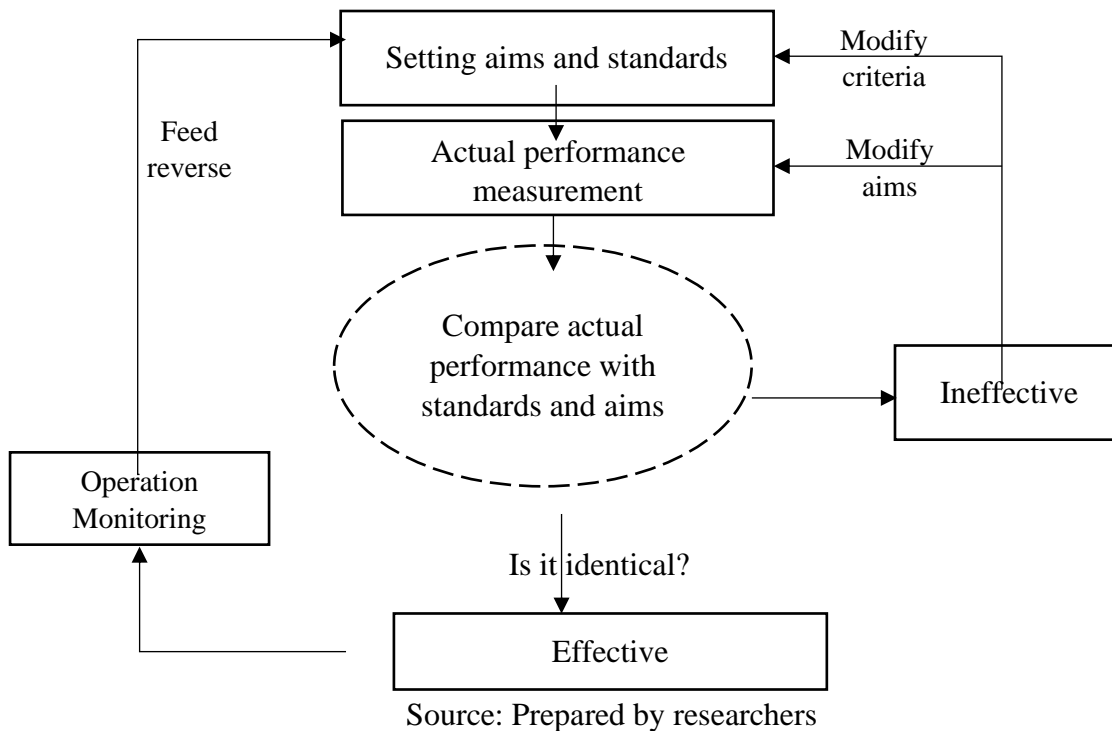 Setting aims and standards
Modify
criteria
Feed
reverse
Actual performance
measurement
Modify
aims
Compare actual
performance with
standards and aims
Ineffective
Operation
Monitoring
Is it identical?
Effective
Source: Prepared by researchers